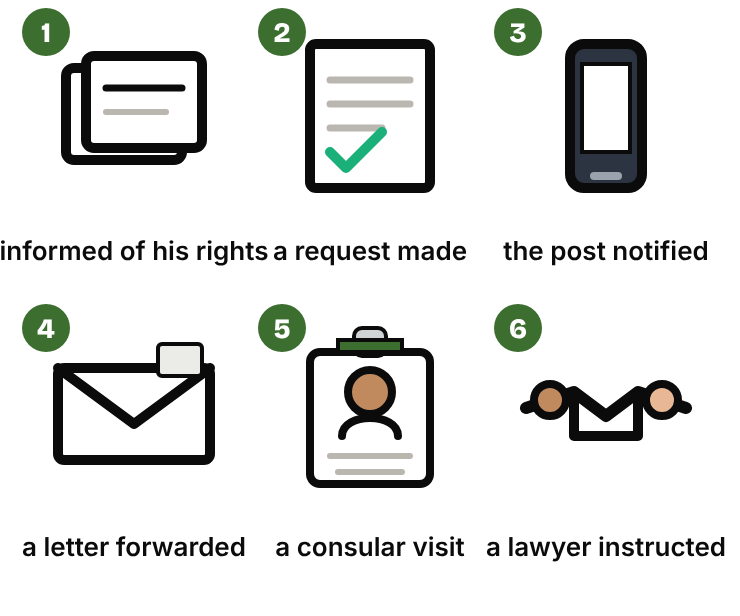 1
2
3
informed of his rights
a request made
the post notified
4
5
6
a letter forwarded
a consular visit
a lawyer instructed